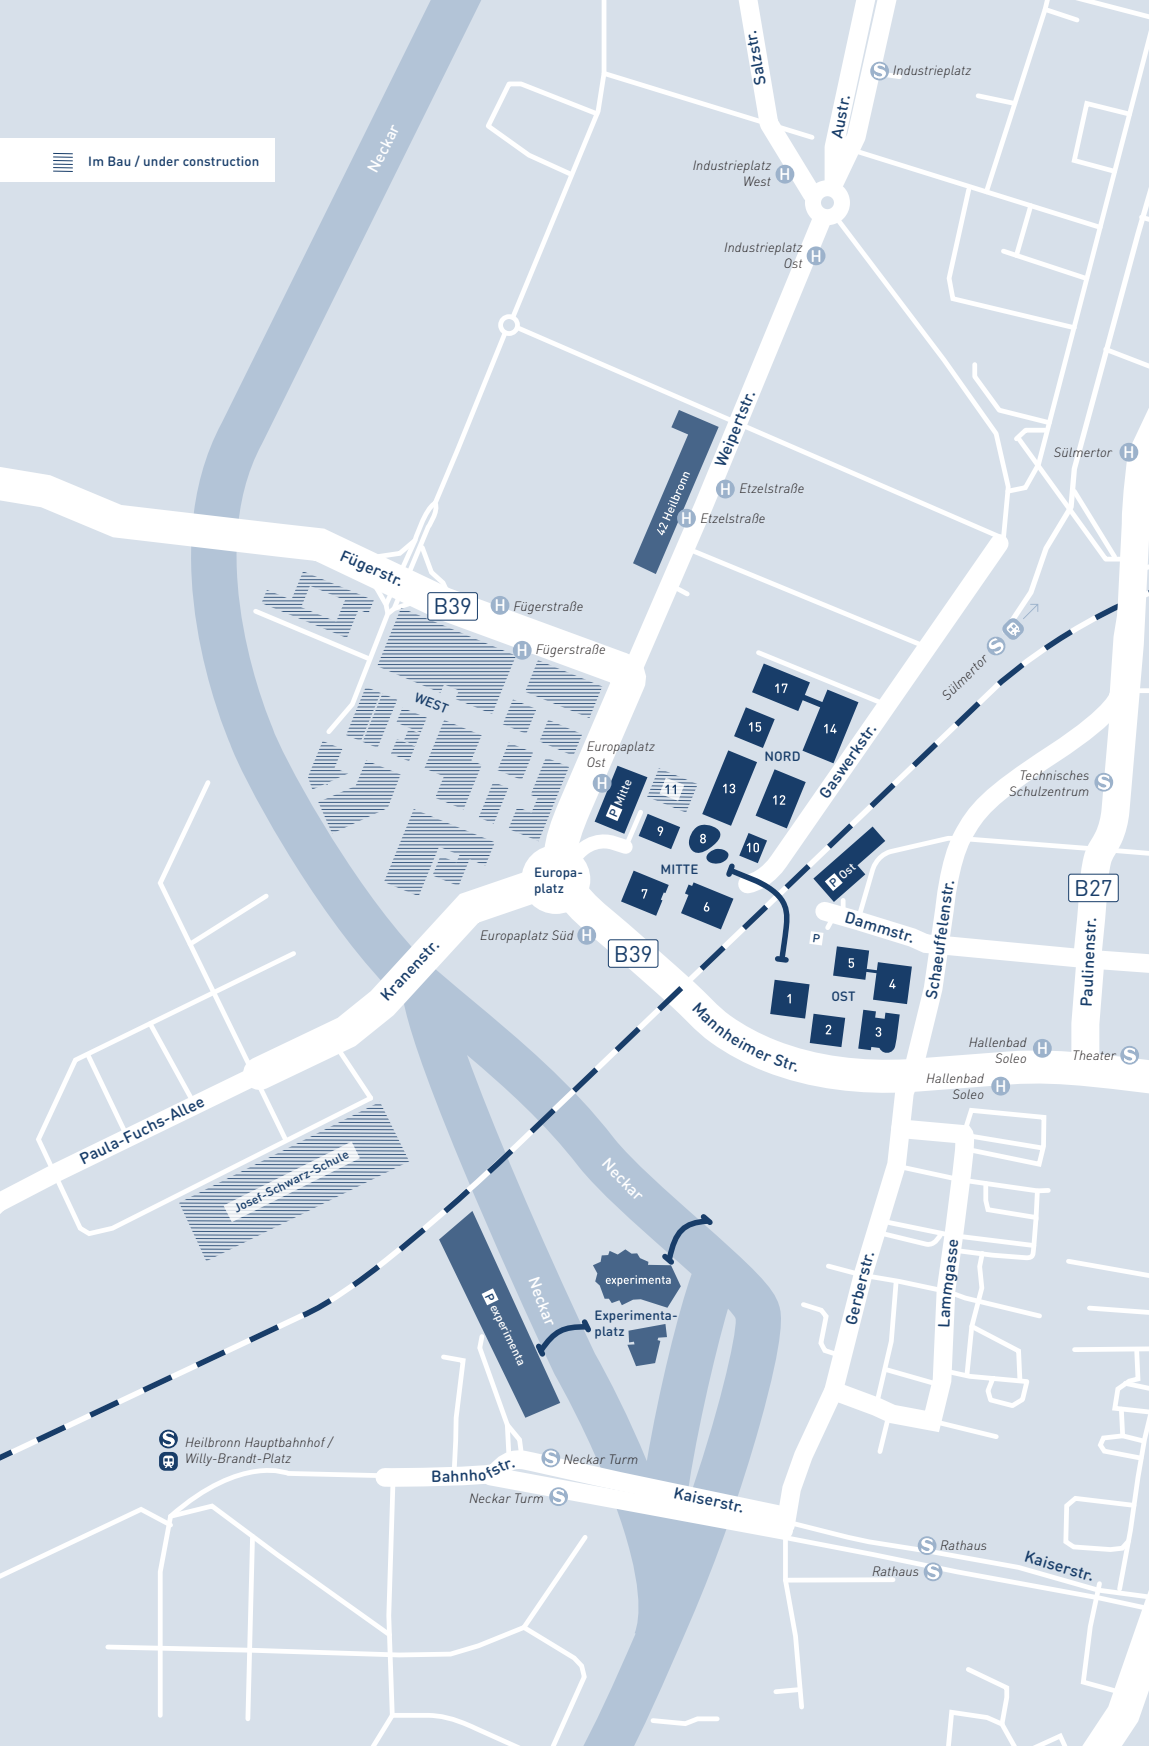 Salzstr.
Austr.
S Industrieplatz
Neckar
Im Bau / under construction
Industrieplatz
West H
Industrieplatz
Ost H
Weipertstr.
42 Heilbronn
H Etzelstraße
H Etzelstraße
Sülmertor H
Fügerstr.
B39
H Fügerstraße
H Fügerstraße
Sülmertor S
WEST
17
14
15
NORD
Gaswerkstr.
Europaplatz
Ost
H
P Mitte
11
13
12
Technisches
Schulzentrum S
9
8
10
MITTE
7
6
Europa-
platz
P Ost
B27
Europaplatz Süd H
B39
P
Dammstr.
Schaeuffelenstr.
Paulinenstr.
Kranenstr.
5
4
1
OST
2
3
Mannheimer Str.
Hallenbad
Soleo H
Theater S
Hallenbad
Soleo H
Paula-Fuchs-Allee
Josef-Schwarz-Schule
Neckar
Neckar
experimenta
Experimenta-
platz
P experimenta
Gerberstr.
Lammgasse
S Heilbronn Hauptbahnhof /
Willy-Brandt-Platz
Bahnhofstr.
S Neckar Turm
Neckar Turm S
Kaiserstr.
S Rathaus
Rathaus S
Kaiserstr.